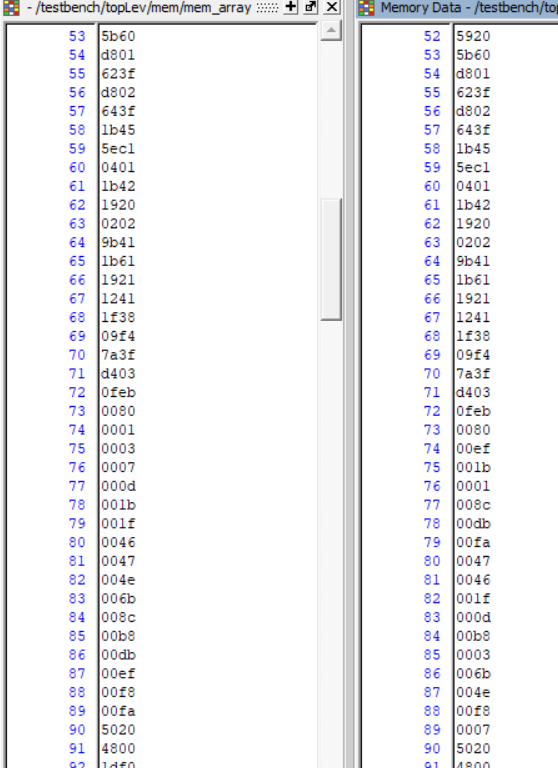 - /testbench/topLev/mem/mem_array
53 5b60
54 d801
55 623f
56 d802
57 643f
58 1b45
59 5ec1
60 0401
61 1b42
62 1920
63 0202
64 9b41
65 1b61
66 1921
67 1241
68 1f38
69 09f4
70 7a3f
71 d403
72 0feb
73 0080
74 0001
75 0003
76 0007
77 000d
78 001b
79 001f
80 0046
81 0047
82 004e
83 006b
84 008c
85 00b8
86 00db
87 00ef
88 00f8
89 00fa
90 5020
91 4800
92 1df0
Memory Data - /testbench/top
52 5920
53 5b60
54 d801
55 623f
56 d802
57 643f
58 1b45
59 5ec1
60 0401
61 1b42
62 1920
63 0202
64 9b41
65 1b61
66 1921
67 1241
68 1f38
69 09f4
70 7a3f
71 d403
72 0feb
73 0080
74 00ef
75 001b
76 0001
77 008c
78 00db
79 00fa
80 0047
81 0046
82 001f
83 000d
84 00b8
85 0003
86 006b
87 004e
88 00f8
89 0007
90 5020
91 4800